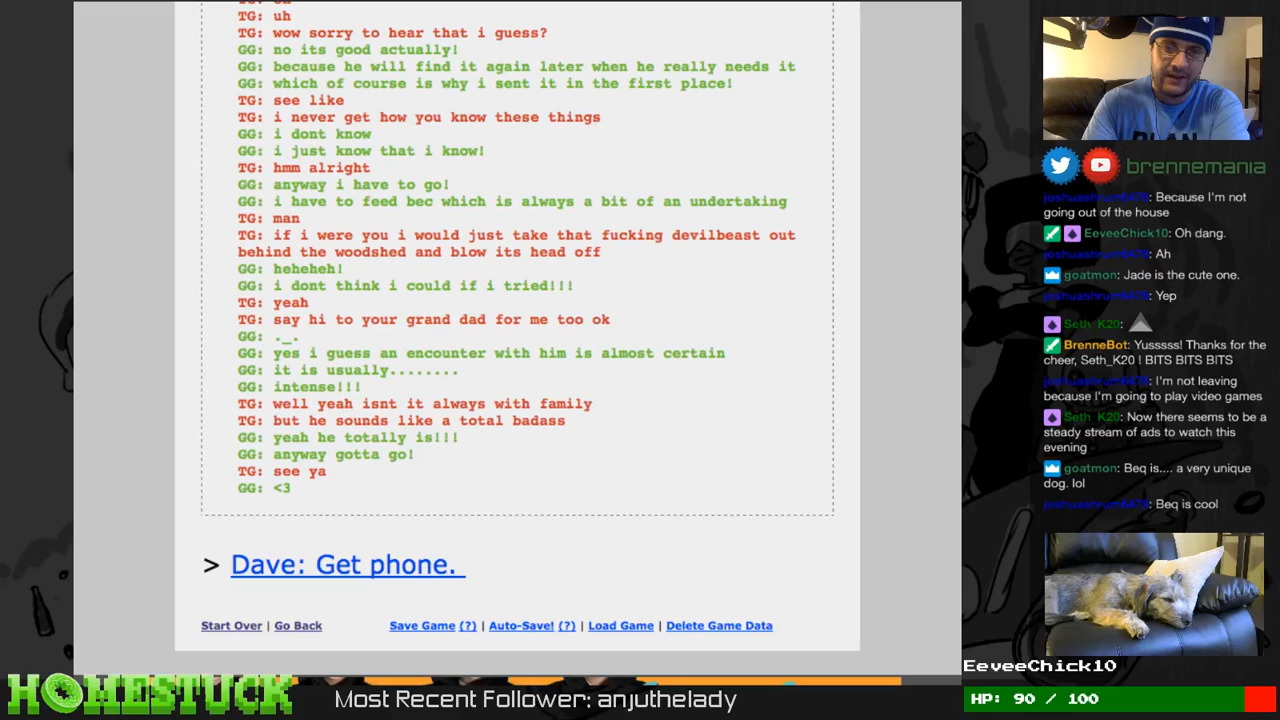 TG: uh
TG: wow sorry to hear that i guess?
GG: no its good actually!
GG: because he will find it again later when he really needs it
GG: which of course is why i sent it in the first place!
TG: see like
TG: i never get how you know these things
GG: i dont know
GG: i just know that i know!
TG: hmm alright
GG: anyway i have to go!
GG: i have to feed bec which is always a bit of an undertaking
TG: man
TG: if i were you i would just take that fucking devilbeast out
behind the woodshed and blow its head off
GG: heheheh!
GG: i dont think i could if i tried!!!
TG: yeah
TG: say hi to your grand dad for me too ok
GG: ._.
GG: yes i guess an encounter with him is almost certain
GG: it is usually........
GG: intense!!!
TG: well yeah isnt it always with family
TG: but he sounds like a total badass
GG: yeah he totally is!!!
GG: anyway gotta go!
TG: see ya
GG: <3
> Dave: Get phone.
Start Over | Go Back
Save Game (?) | Auto-Save! (?) | Load Game | Delete Game Data
HOMESTUCK
Most Recent Follower: anjuthelady
PLAN
brennemania
joshuashrum6478: Because I'm not
going out of the house
EeveeChick10: Oh dang.
joshuashrum6478: Ah
goatmon: Jade is the cute one.
joshuashrum6478: Yep
Seth_K20:
BrenneBot: Yusssss! Thanks for the
cheer, Seth_K20 ! BITS BITS BITS
joshuashrum6478: I'm not leaving
because I'm going to play video games
Seth_K20: Now there seems to be a
steady stream of ads to watch this
evening
goatmon: Beq is.... a very unique
dog. lol
joshuashrum6478: Beq is cool
EeveeChick10
HP: 90 / 100